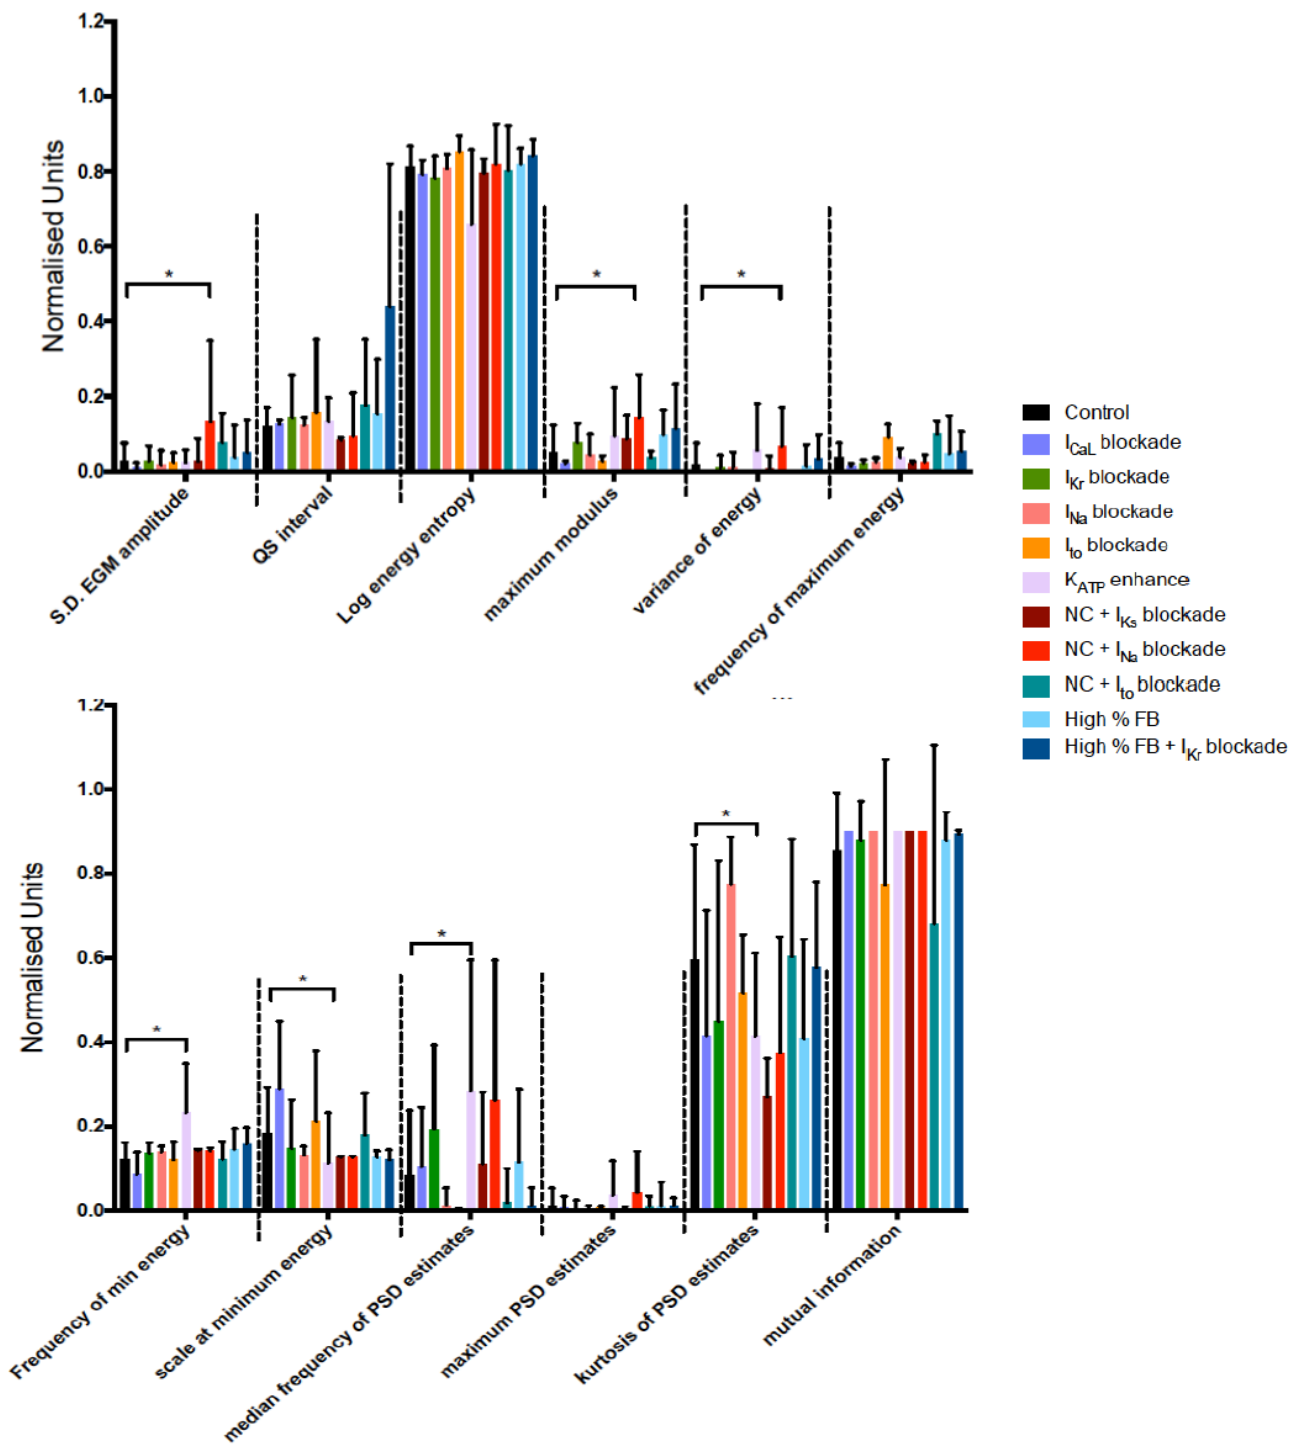 1.2
1.0
0.8
0.6
0.4
0.2
0.0
Normalised Units
*
*
*
S.D. EGM amplitude
QS interval
Log energy entropy
maximum modulus
variance of energy
frequency of maximum energy
Control
ICaL blockade
IKr blockade
INa blockade
Ito blockade
KATP enhance
NC + IKs blockade
NC + INa blockade
NC + Ito blockade
High % FB
High % FB + IKr blockade
1.2
1.0
0.8
0.6
0.4
0.2
0.0
Normalised Units
*
*
*
*
Frequency of min energy
scale at minimum energy
median frequency of PSD estimates
maximum PSD estimates
kurtosis of PSD estimates
mutual information